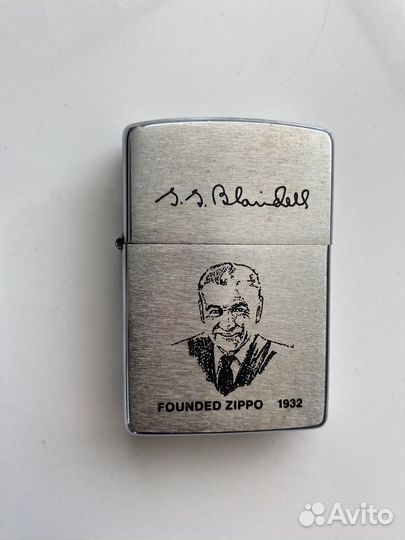 G. G. Blaisdell
FOUNDED ZIPPO 1932
Avito